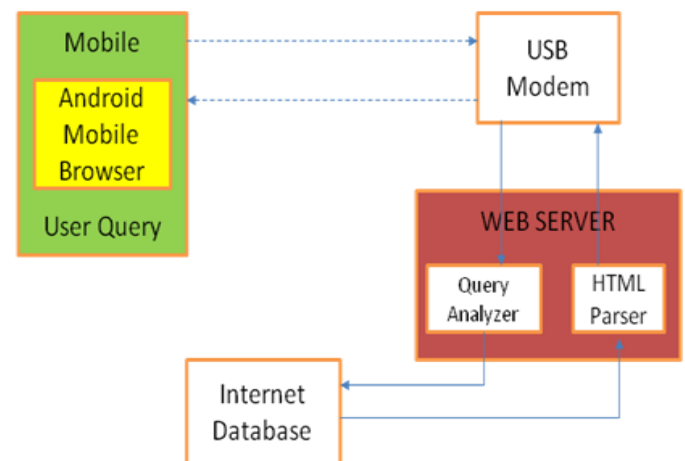 Mobile
Android
Mobile
Browser
User Query
USB
Modem
WEB SERVER
Query
Analyzer
HTML
Parser
Internet
Database